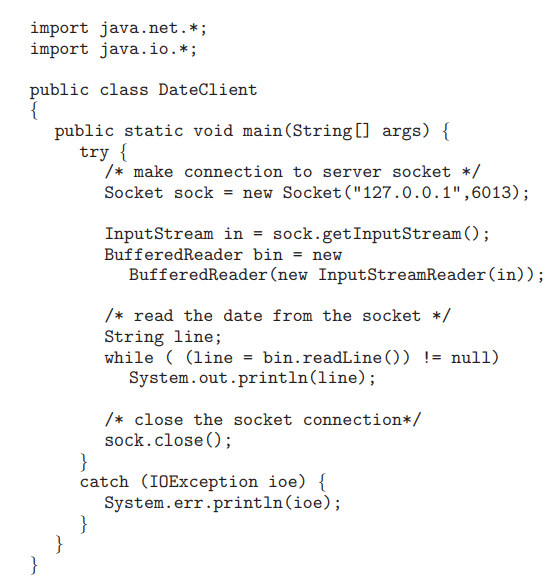 import java.net.*;
import java.io.*;
public class DateClient
{
public static void main(String[] args) {
try {
/* make connection to server socket */
Socket sock = new Socket("127.0.0.1",6013);
InputStream in = sock.getInputStream();
BufferedReader bin = new
BufferedReader(new InputStreamReader(in));
/* read the date from the socket */
String line;
while ( (line = bin.readLine()) != null)
System.out.println(line);
/* close the socket connection*/
sock.close();
}
catch (IOException ioe) {
System.err.println(ioe);
}
}
}